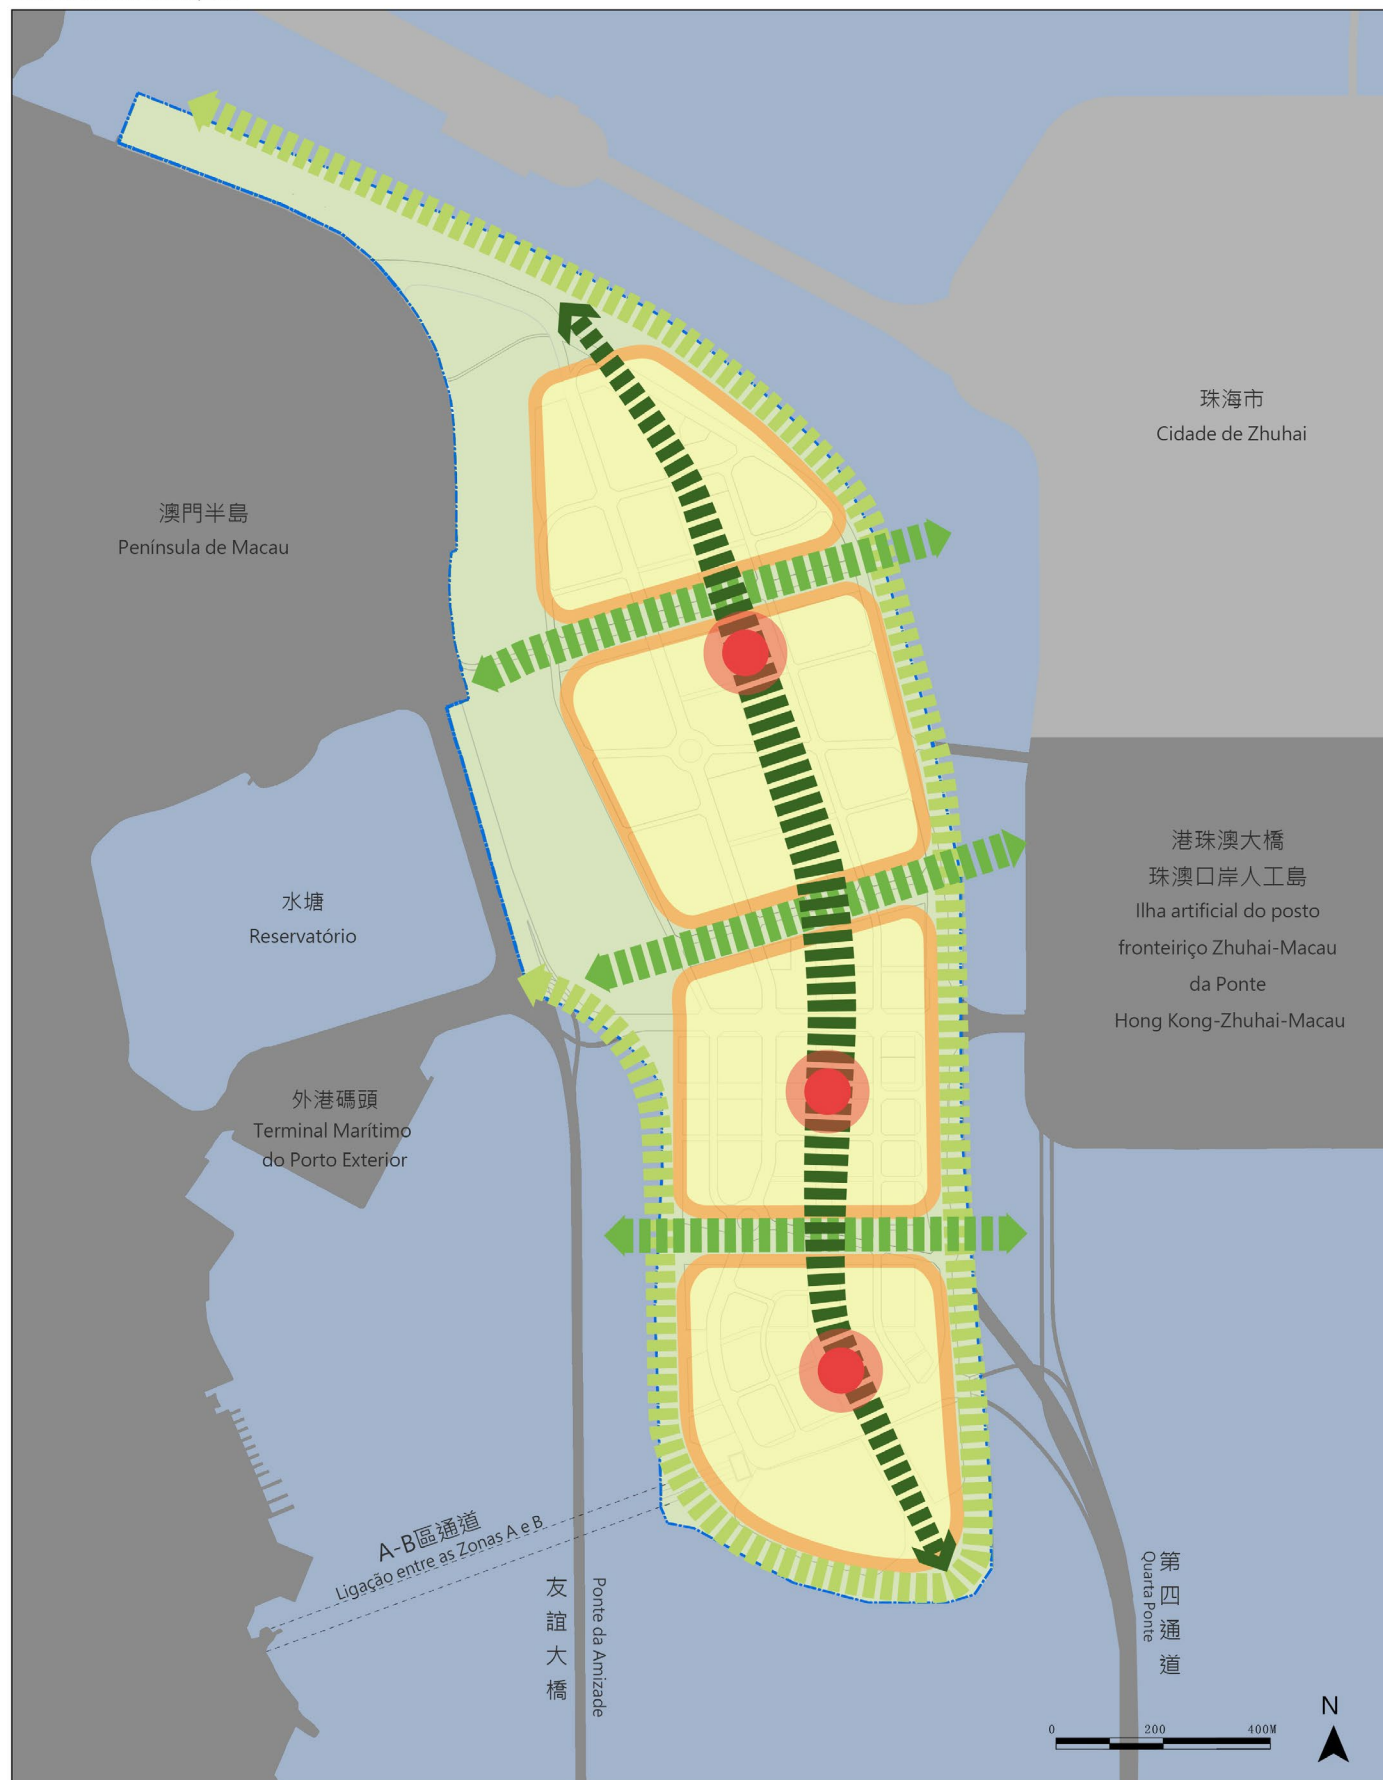 珠海市
Cidade de Zhuhai
澳門半島
Península de Macau
港珠澳大橋
珠澳口岸人工島
Ilha artificial do posto
fronteiriço Zhuhai-Macau
da Ponte
Hong Kong-Zhuhai-Macau
水塘
Reservatório
外港碼頭
Terminal Marítimo
do Porto Exterior
A-B區通道
Ligação entre as Zonas A e B
友誼大橋
Ponte da Amizade
第四通道
Quarta Ponte
N
0 200 400M